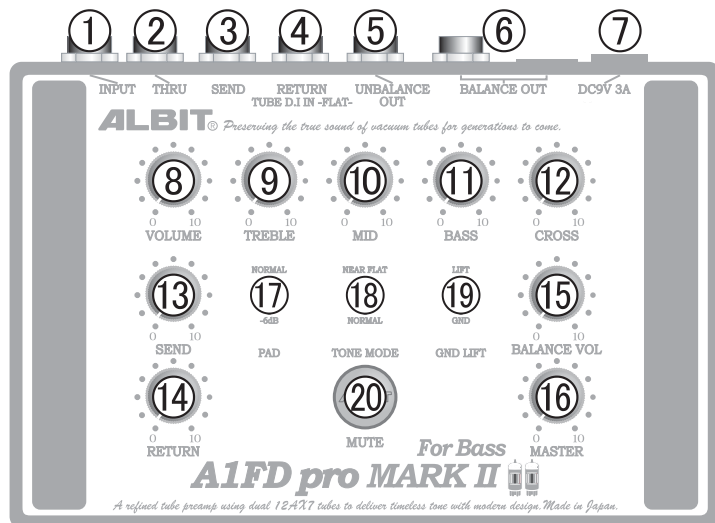 ① ② ③ ④ ⑤ ⑥ ⑦
INPUT THRU SEND RETURN UNBALANCE BALANCE OUT DC9V 3A
TUBE D.I IN -FLAT- OUT
ALBIT® Preserving the true sound of vacuum tubes for generations to come.
⑧ ⑨ ⑩ ⑪ ⑫
0 10 0 10 0 10 0 10 0 10
VOLUME TREBLE MID BASS CROSS
NORMAL NEAR FLAT LIFT
⑬ ⑰ ⑱ ⑲ ⑮
-6dB NORMAL GND
0 10 0 10
SEND PAD TONE MODE GND LIFT BALANCE VOL
⑭ ⑳ ⑯
0 10 0 10
RETURN MUTE MASTER
For Bass
A1FD pro MARK II
A refined tube preamp using dual 12AX7 tubes to deliver timeless tone with modern design. Made in Japan.